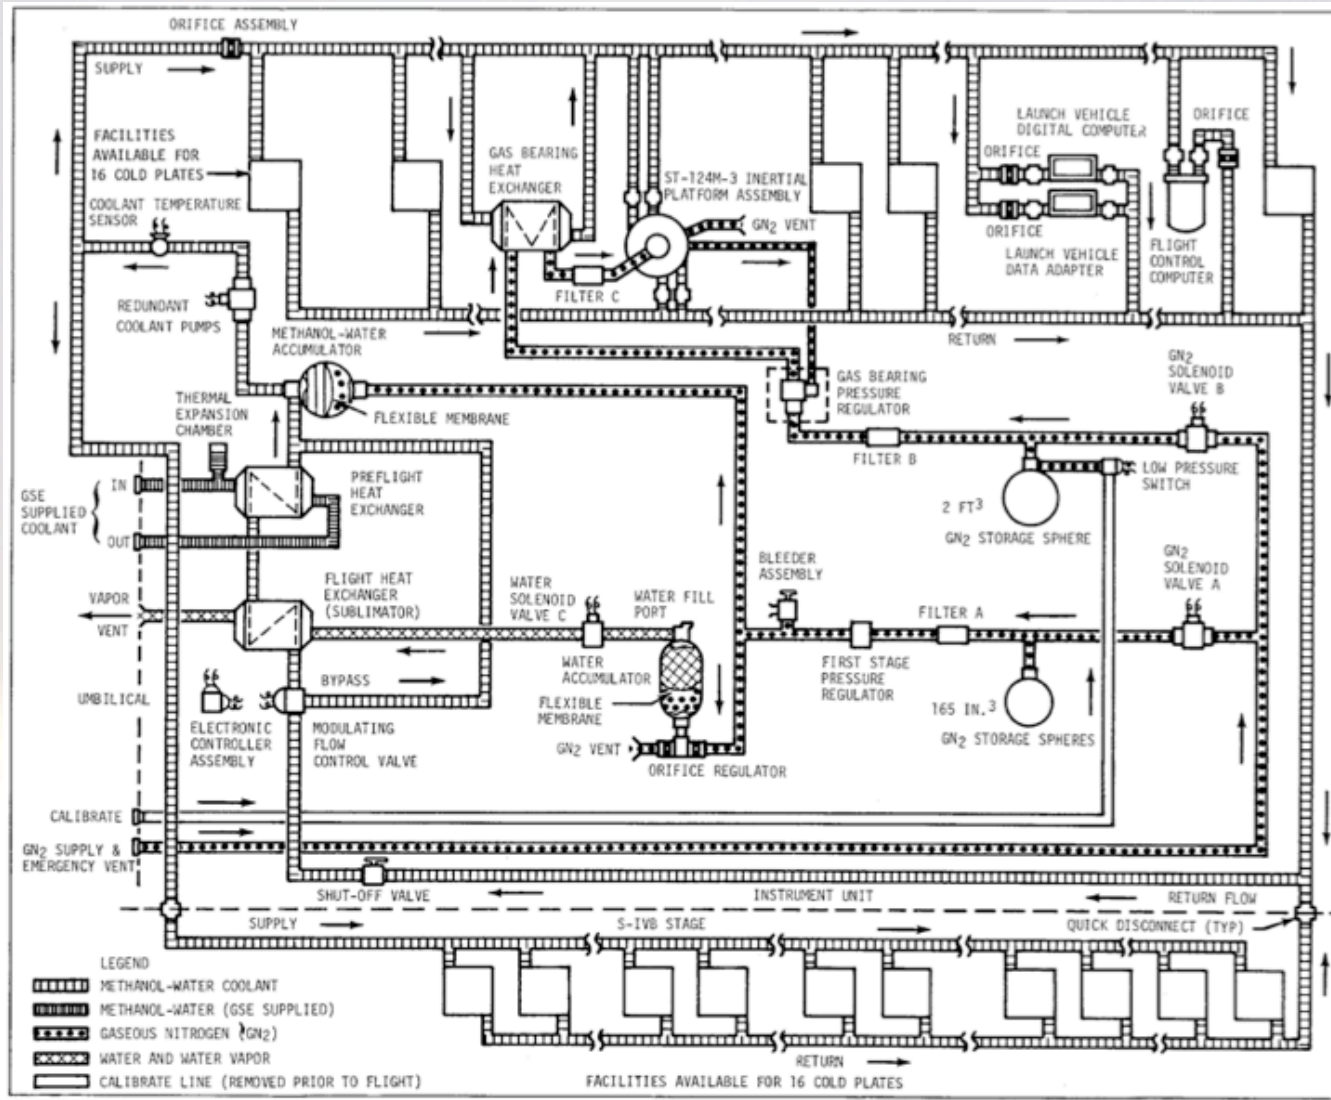 ORIFICE ASSEMBLY
SUPPLY
FACILITIES
AVAILABLE FOR
16 COLD PLATES
COOLANT TEMPERATURE
SENSOR
GAS BEARING
HEAT
EXCHANGER
ST-124M-3 INERTIAL
PLATFORM ASSEMBLY
GN2 VENT
FILTER C
LAUNCH VEHICLE
DIGITAL COMPUTER
ORIFICE
ORIFICE
ORIFICE
LAUNCH VEHICLE
DATA ADAPTER
FLIGHT
CONTROL
COMPUTER
REDUNDANT
COOLANT PUMPS
METHANOL-WATER
ACCUMULATOR
RETURN
GN2
SOLENOID
VALVE B
THERMAL
EXPANSION
CHAMBER
FLEXIBLE MEMBRANE
GAS BEARING
PRESSURE
REGULATOR
FILTER B
LOW PRESSURE
SWITCH
GSE
SUPPLIED
COOLANT
IN
OUT
PREFLIGHT
HEAT
EXCHANGER
2 FT3
GN2 STORAGE SPHERE
GN2
SOLENOID
VALVE A
BLEEDER
ASSEMBLY
VAPOR
VENT
FLIGHT HEAT
EXCHANGER
(SUBLIMATOR)
WATER
SOLENOID
VALVE C
WATER FILL
PORT
FILTER A
WATER
ACCUMULATOR
FIRST STAGE
PRESSURE
REGULATOR
UMBILICAL
BYPASS
FLEXIBLE
MEMBRANE
165 IN.3
GN2 STORAGE SPHERES
ELECTRONIC
CONTROLLER
ASSEMBLY
MODULATING
FLOW
CONTROL VALVE
GN2 VENT
ORIFICE REGULATOR
CALIBRATE
GN2 SUPPLY &
EMERGENCY VENT
SHUT-OFF VALVE
INSTRUMENT UNIT
RETURN FLOW
SUPPLY
S-IVB STAGE
QUICK DISCONNECT (TYP)
LEGEND
METHANOL-WATER COOLANT
METHANOL-WATER (GSE SUPPLIED)
GASEOUS NITROGEN (GN2)
WATER AND WATER VAPOR
CALIBRATE LINE (REMOVED PRIOR TO FLIGHT)
RETURN
FACILITIES AVAILABLE FOR 16 COLD PLATES